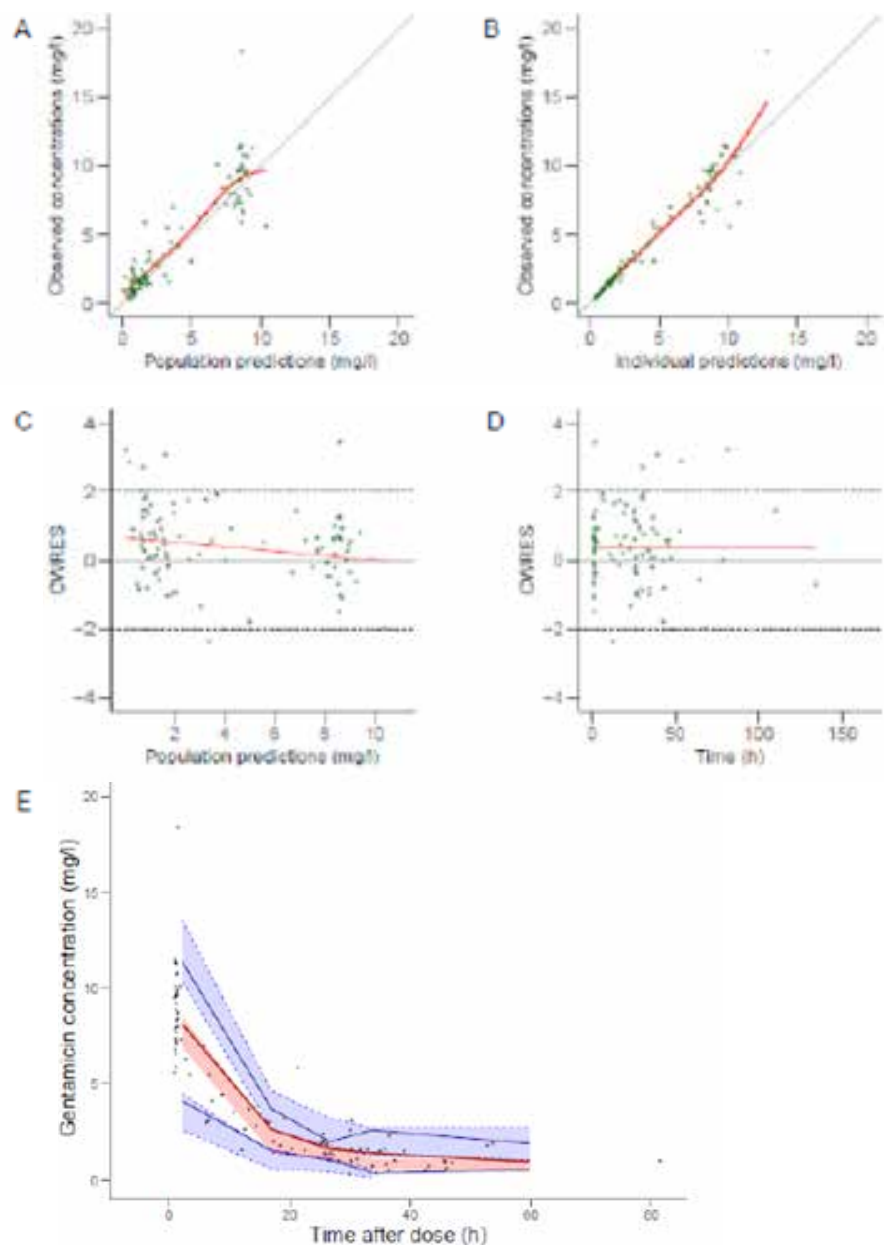 A
Observed concentrations (mg/l)
20
15
10
5
0
0 5 10 15 20
Population predictions (mg/l)
B
Observed concentrations (mg/l)
20
15
10
5
0
0 5 10 15 20
Individual predictions (mg/l)
C
CWRES
4
2
0
−2
−4
2 4 6 8 10
Population predictions (mg/l)
D
CWRES
4
2
0
−2
−4
0 50 100 150
Time (h)
E
Gentamicin concentration (mg/l)
20
15
10
5
0
0 20 40 60 80
Time after dose (h)